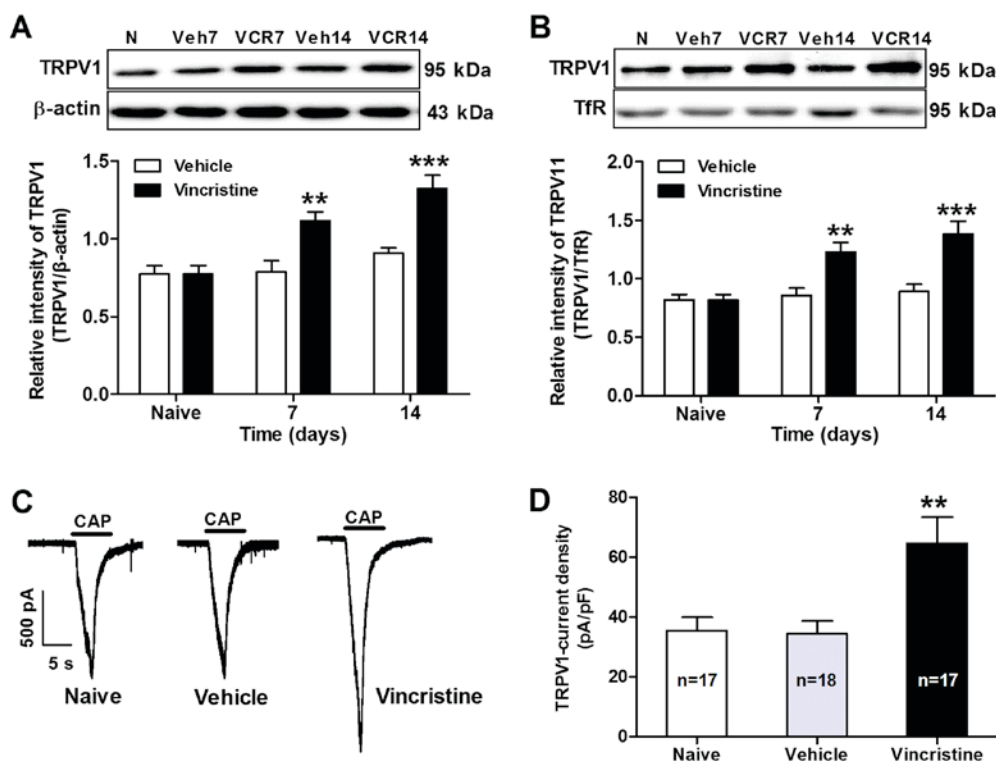 A
N Veh7 VCR7 Veh14 VCR14
TRPV1 95 kDa
β-actin 43 kDa
Relative intensity of TRPV1
(TRPV1/β-actin)
1.5
1.0
0.5
0.0
Vehicle
Vincristine
**
***
Naive 7 14
Time (days)
B
N Veh7 VCR7 Veh14 VCR14
TRPV1 95 kDa
TfR 95 kDa
Relative intensity of TRPV11
(TRPV1/TfR)
2.0
1.5
1.0
0.5
0.0
Vehicle
Vincristine
**
***
Naive 7 14
Time (days)
C
CAP CAP CAP
500 pA
5 s
Naive Vehicle Vincristine
D
TRPV1-current density
(pA/pF)
80
60
40
20
0
**
n=17 n=18 n=17
Naive Vehicle Vincristine